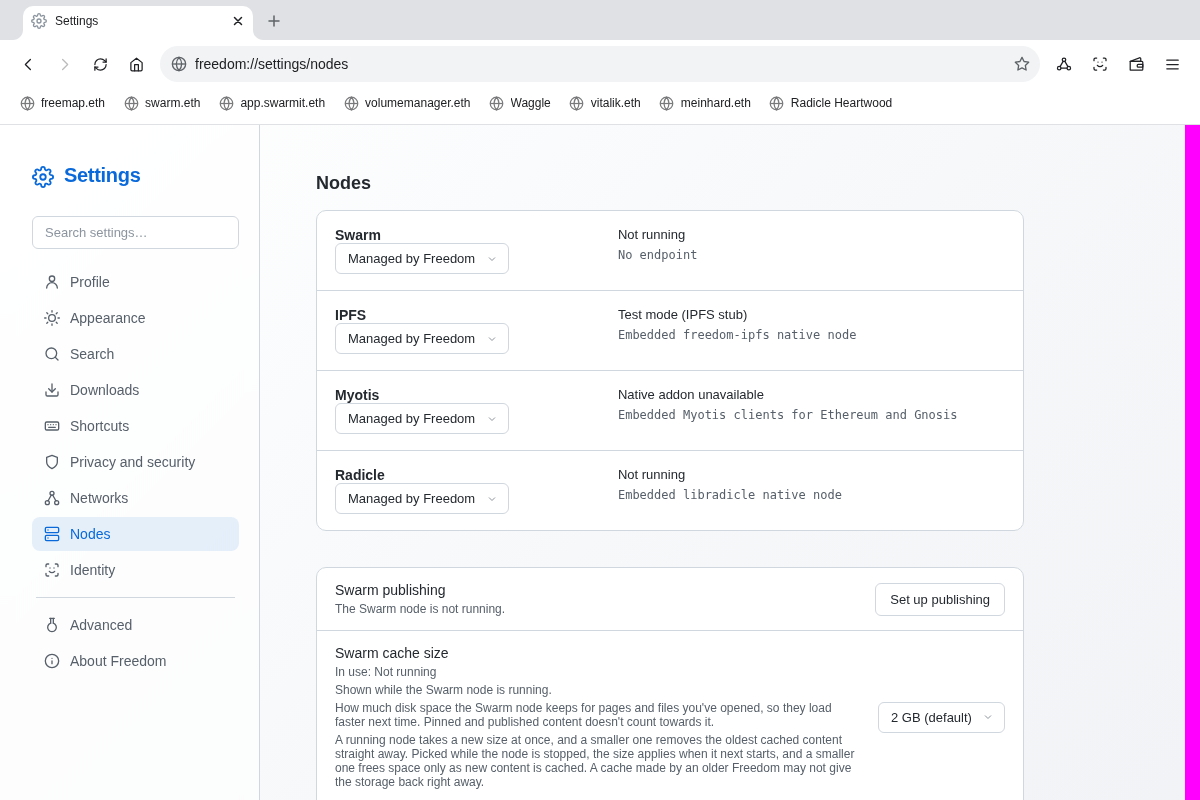 Settings
freedom://settings/nodes
freemap.eth
swarm.eth
app.swarmit.eth
volumemanager.eth
Waggle
vitalik.eth
meinhard.eth
Radicle Heartwood
Settings
Search settings…
Profile
Appearance
Search
Downloads
Shortcuts
Privacy and security
Networks
Nodes
Identity
Advanced
About Freedom
Nodes
Swarm
Managed by Freedom
Not running
No endpoint
IPFS
Managed by Freedom
Test mode (IPFS stub)
Embedded freedom-ipfs native node
Myotis
Managed by Freedom
Native addon unavailable
Embedded Myotis clients for Ethereum and Gnosis
Radicle
Managed by Freedom
Not running
Embedded libradicle native node
Swarm publishing
The Swarm node is not running.
Set up publishing
Swarm cache size
In use: Not running
Shown while the Swarm node is running.
How much disk space the Swarm node keeps for pages and files you've opened, so they load
faster next time. Pinned and published content doesn't count towards it.
A running node takes a new size at once, and a smaller one removes the oldest cached content
straight away. Picked while the node is stopped, the size applies when it next starts, and a smaller
one frees space only as new content is cached. A cache made by an older Freedom may not give
the storage back right away.
2 GB (default)